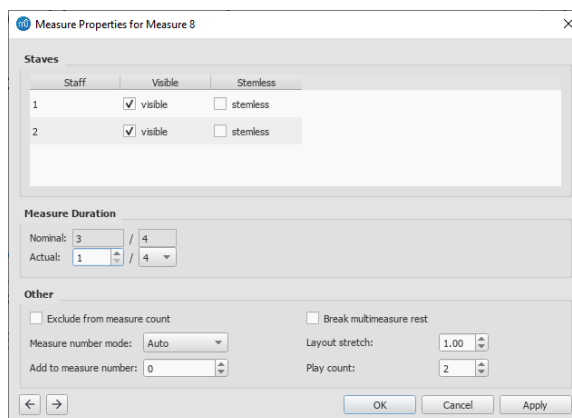 Measure Properties for Measure 8
Staves
Staff Visible Stemless
1 visible stemless
2 visible stemless
Measure Duration
Nominal: 3 / 4
Actual: 1 / 4
Other
Exclude from measure count Break multimeasure rest
Measure number mode: Auto Layout stretch: 1.00
Add to measure number: 0 Play count: 2
OK Cancel Apply